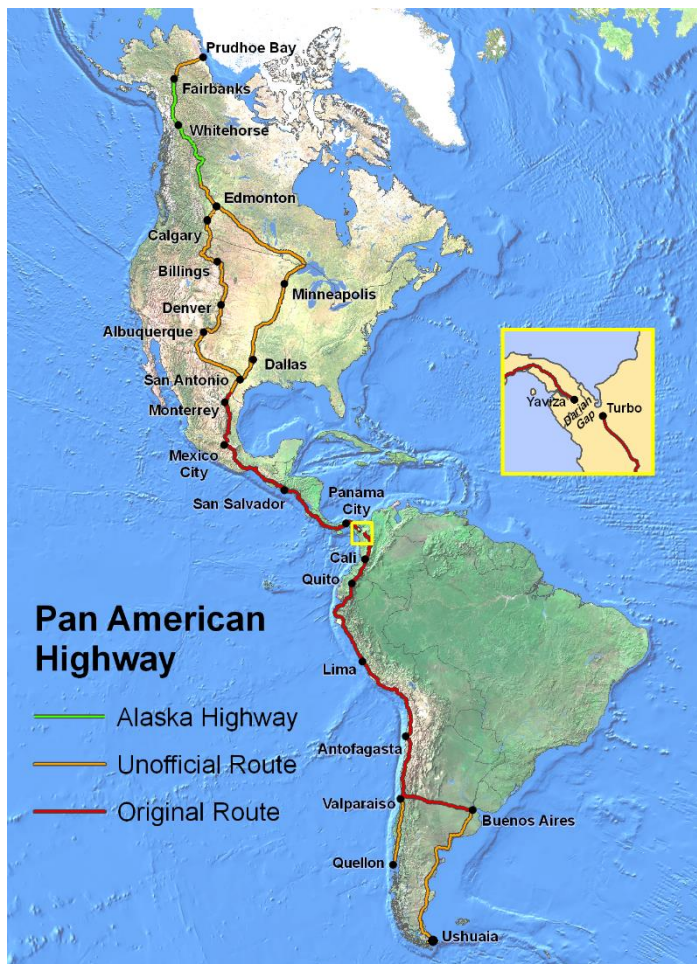 Prudhoe Bay
Fairbanks
Whitehorse
Edmonton
Calgary
Billings
Minneapolis
Denver
Albuquerque
Dallas
San Antonio
Monterrey
Mexico
City
San Salvador
Panama
City
Yaviza
Darian
Gap
Turbo
Cali
Quito
Pan American
Highway
Lima
Alaska Highway
Antofagasta
Unofficial Route
Valparaiso
Original Route
Buenos Aires
Quellon
Ushuaia